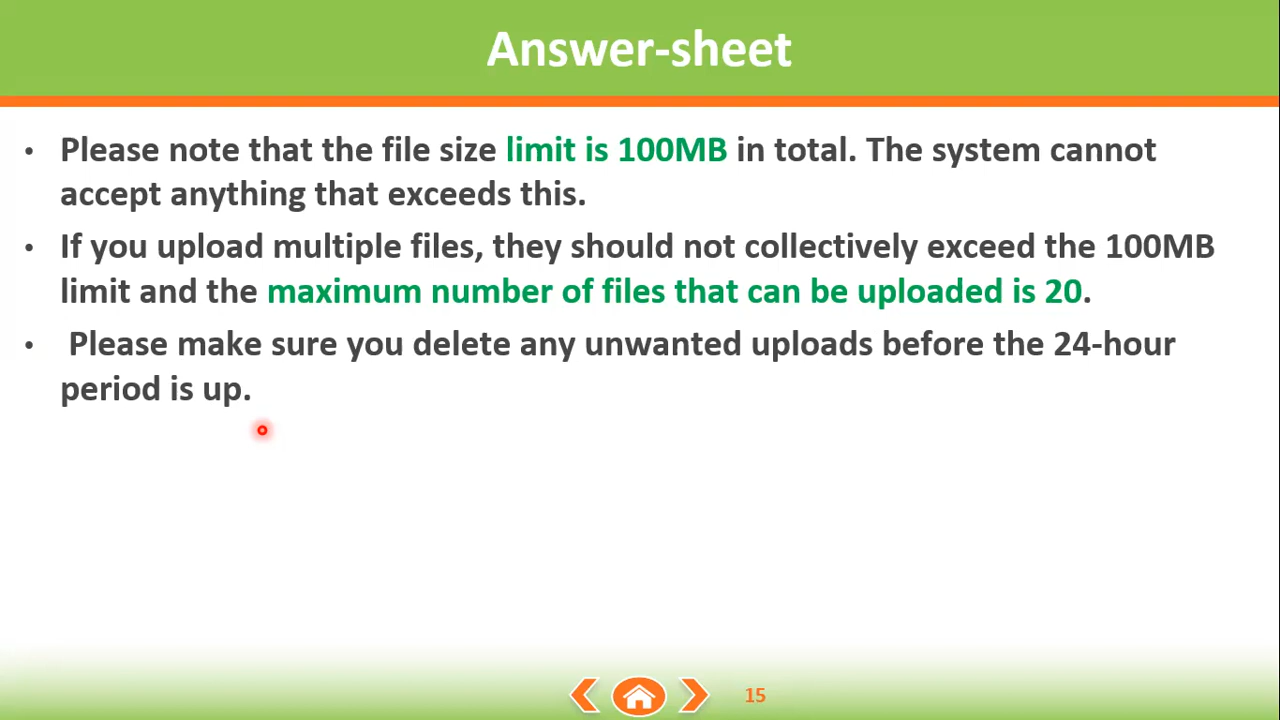 Answer-sheet
• Please note that the file size limit is 100MB in total. The system cannot
accept anything that exceeds this.
• If you upload multiple files, they should not collectively exceed the 100MB
limit and the maximum number of files that can be uploaded is 20.
• Please make sure you delete any unwanted uploads before the 24-hour
period is up.
15